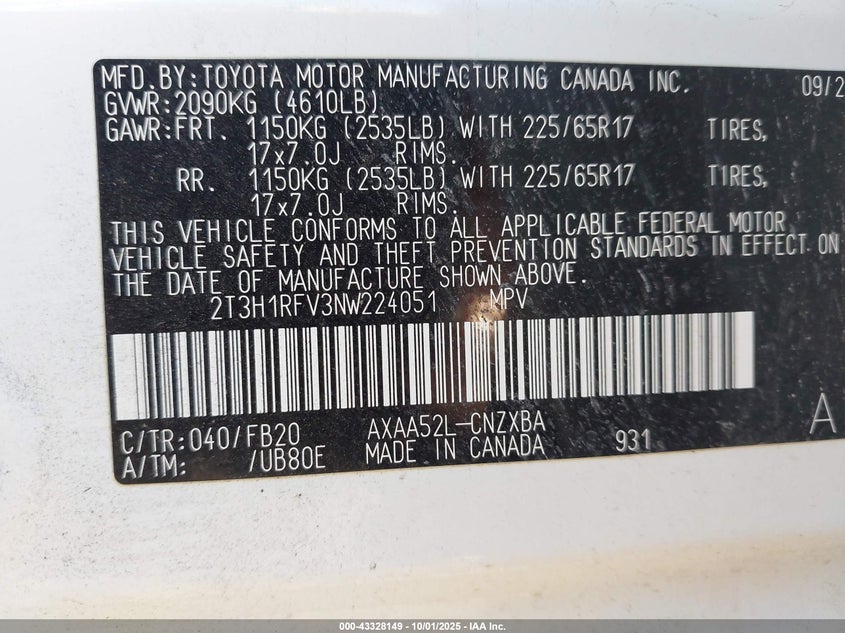 MFD.BY:TOYOTA MOTOR MANUFACTURING CANADA INC. 09/2
GVWR:2090KG (4610LB)
GAWR:FRT. 1150KG (2535LB) WITH 225/65R17 TIRES,
17x7.0J RIMS.
RR. 1150KG (2535LB) WITH 225/65R17 TIRES,
17x7.0J RIMS.
THIS VEHICLE CONFORMS TO ALL APPLICABLE FEDERAL MOTOR
VEHICLE SAFETY AND THEFT PREVENTION STANDARDS IN EFFECT ON
THE DATE OF MANUFACTURE SHOWN ABOVE.
2T3H1RFV3NW224051 MPV
C/TR:040/FB20 AXAA52L-CNZXBA A
A/TM: /UB80E MADE IN CANADA 931
000-43328149 - 10/01/2025 - IAA Inc.